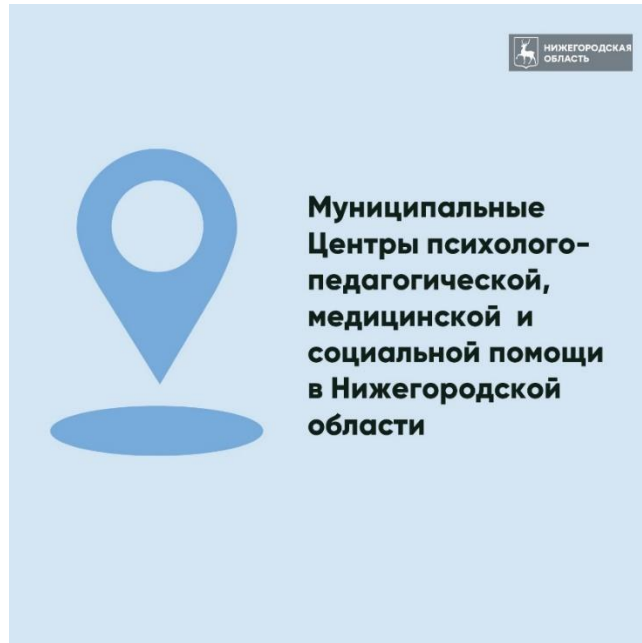 НИЖЕГОРОДСКАЯ
ОБЛАСТЬ
Муниципальные
Центры психолого-
педагогической,
медицинской и
социальной помощи
в Нижегородской
области